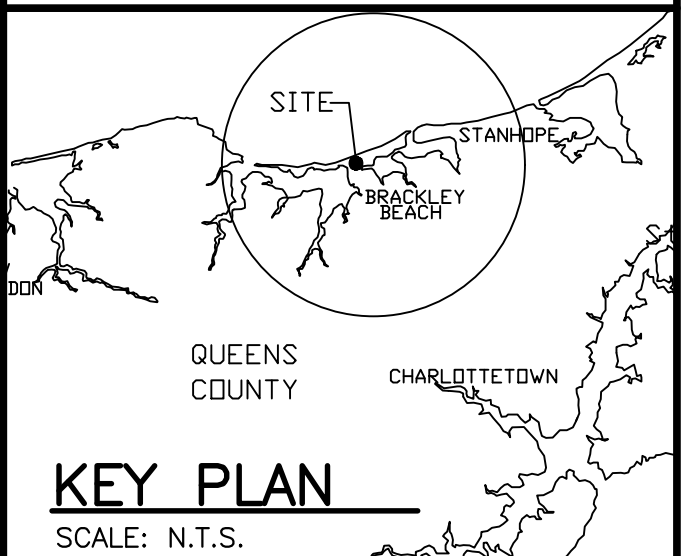 SITE
STANHOPE
BRACKLEY
BEACH
DON
QUEENS
COUNTY
CHARLOTTETOWN
KEY PLAN
SCALE: N.T.S.